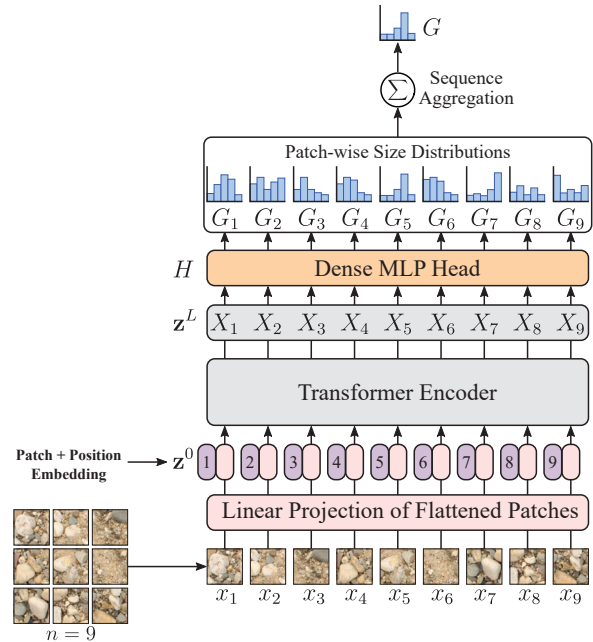 G
Σ
Sequence
Aggregation
Patch-wise Size Distributions
G1 G2 G3 G4 G5 G6 G7 G8 G9
H
Dense MLP Head
z^L
X1 X2 X3 X4 X5 X6 X7 X8 X9
Transformer Encoder
Patch + Position
Embedding
z^0
1 2 3 4 5 6 7 8 9
Linear Projection of Flattened Patches
x1 x2 x3 x4 x5 x6 x7 x8 x9
n = 9